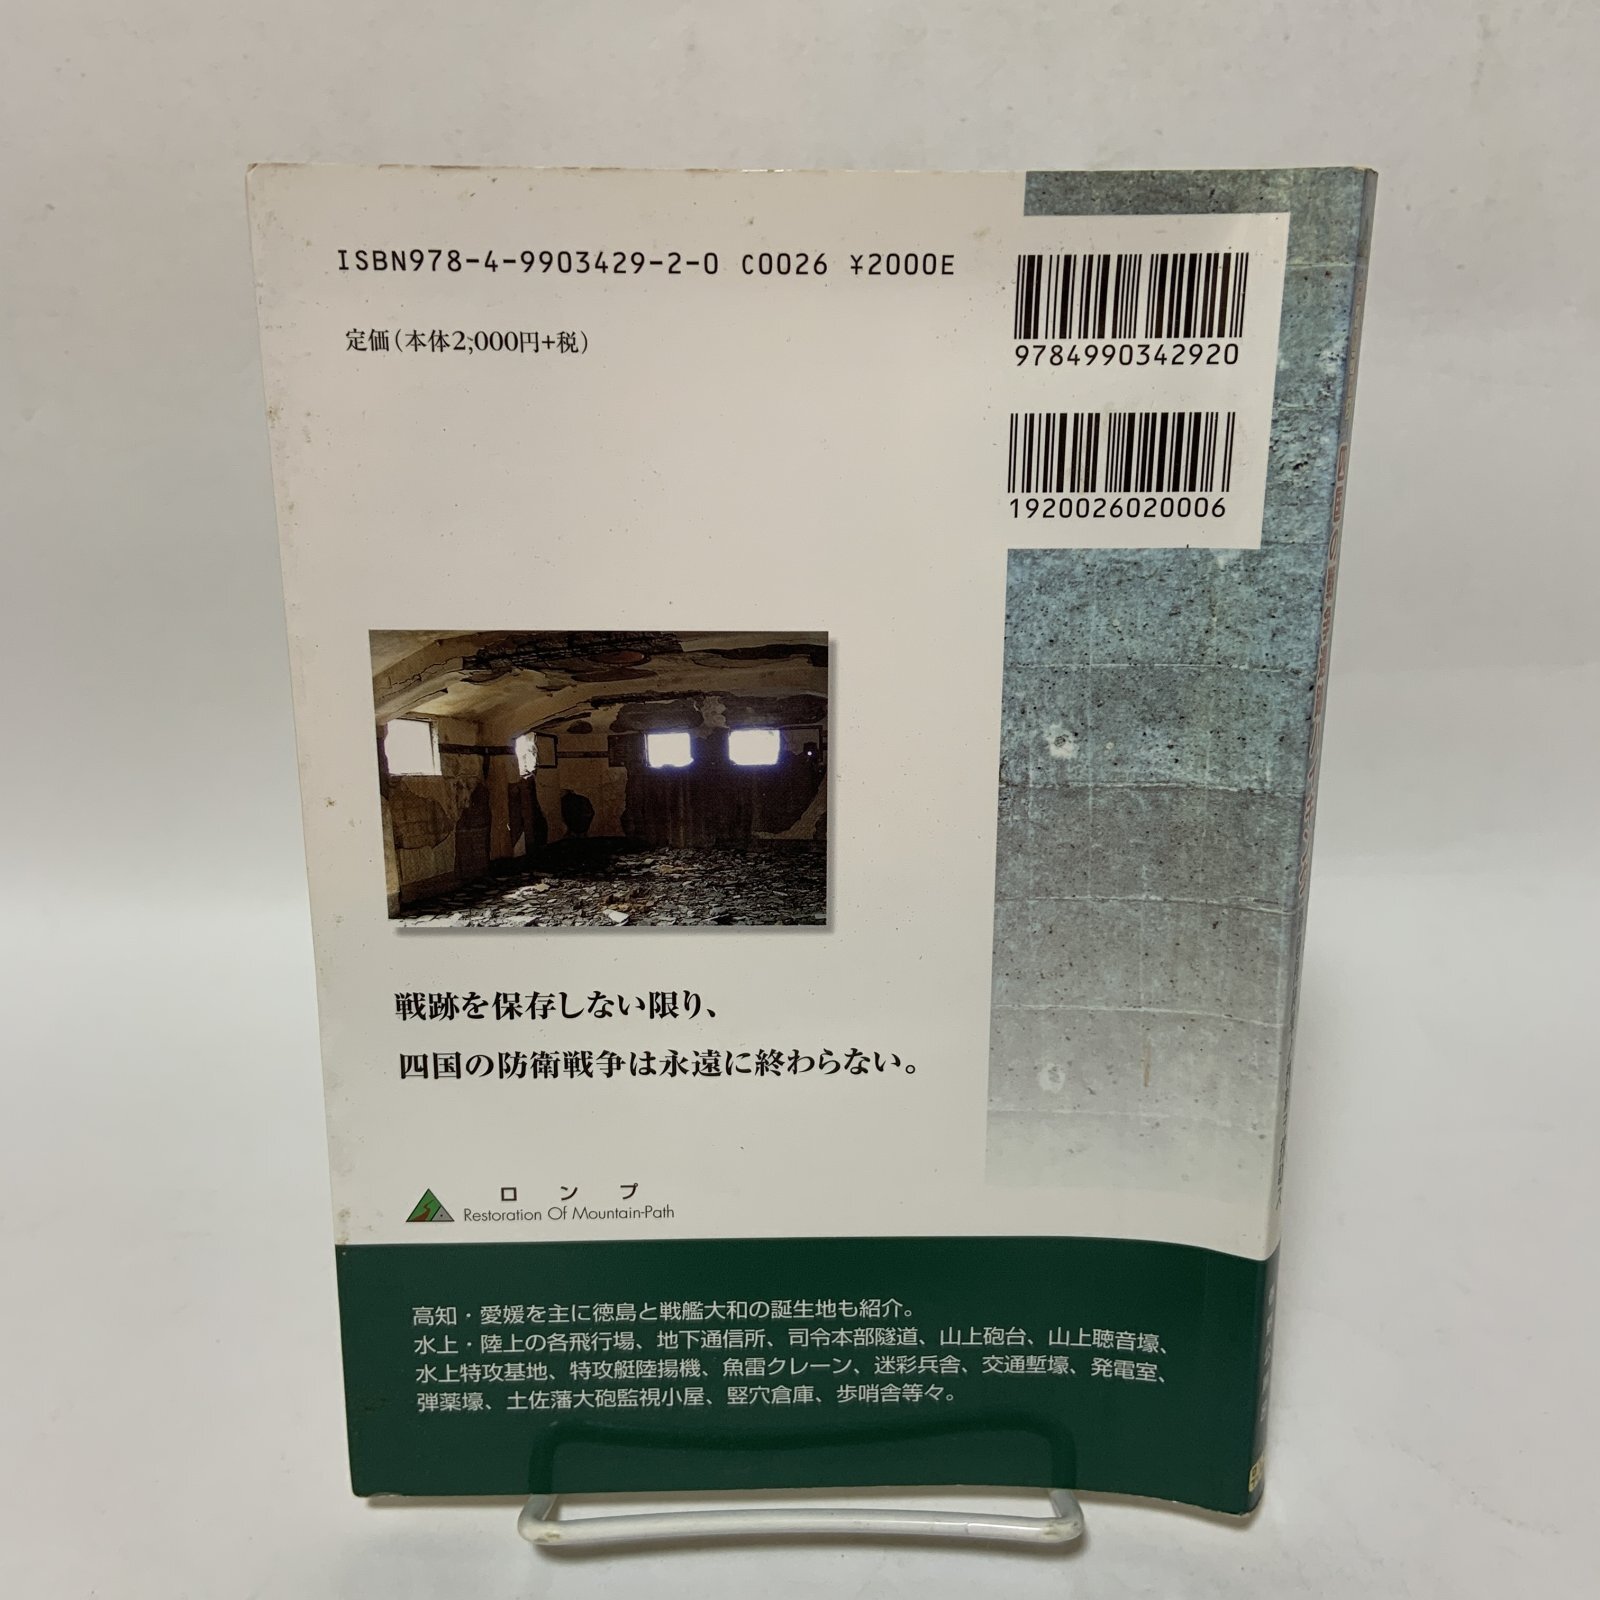 ISBN978-4-9903429-2-0 C0026 ¥2000E
定価(本体2,000円+税)
9784990342920
1920026020006
戦跡を保存しない限り、
四国の防衛戦争は永遠に終わらない。
ロンプ
Restoration Of Mountain-Path
高知・愛媛を主に徳島と戦艦大和の誕生地も紹介。
水上・陸上の各飛行場、地下通信所、司令本部隧道、山上砲台、山上聴音壕、
水上特攻基地、特攻艇陸揚機、魚雷クレーン、迷彩兵舎、交通塹壕、発電室、
弾薬壕、土佐藩大砲監視小屋、竪穴倉庫、歩哨舎等々。